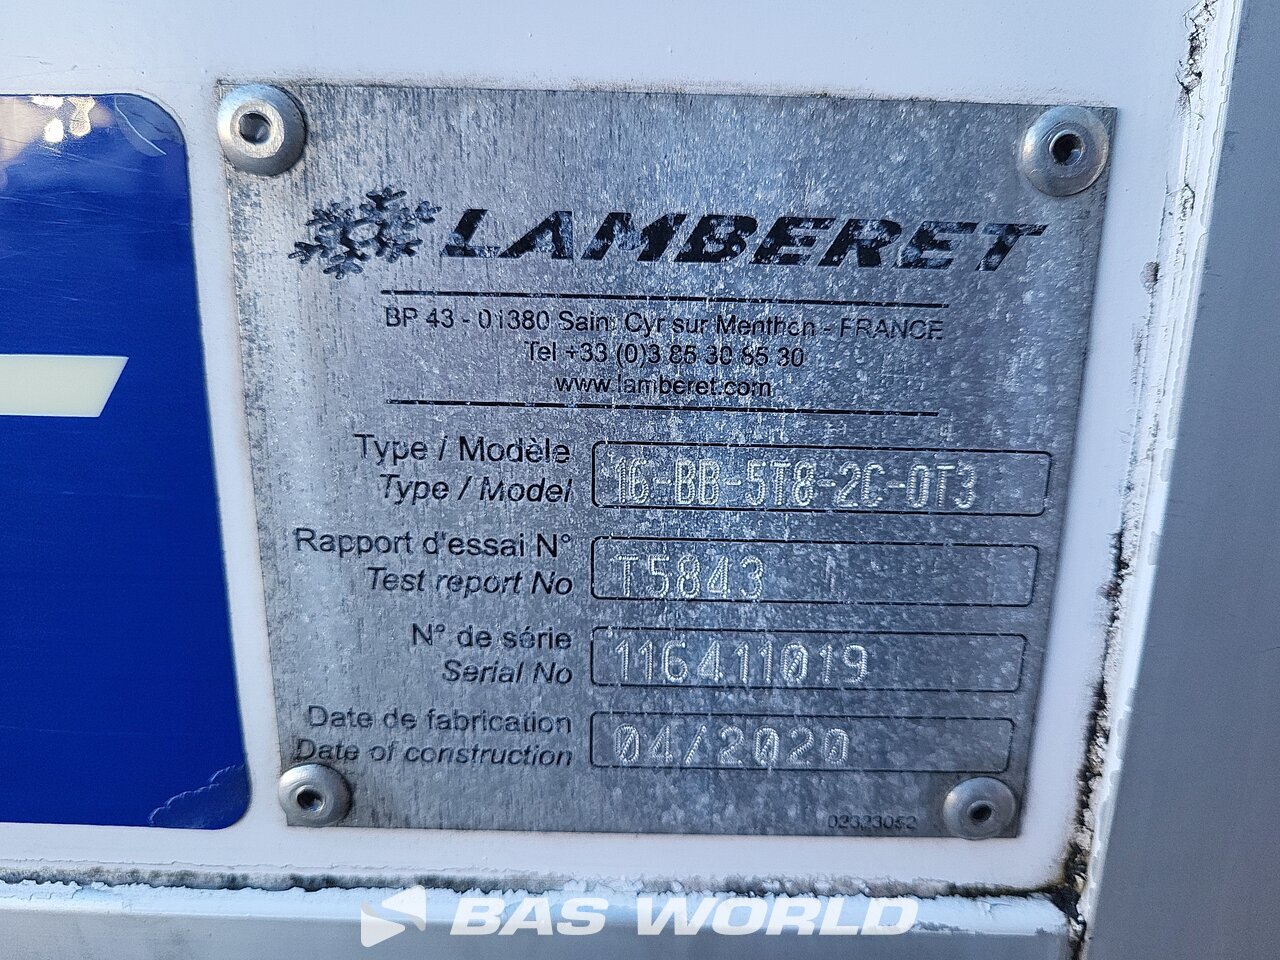 LAMBERET
BP 43 - 01380 Saint Cyr sur Menthon - FRANCE
Tel +33 (0)3 85 30 85 30
www.lamberet.com
Type / Modèle
Type / Model
16-BB-5T8-2C-0T3
Rapport d'essai N°
Test report No
T5843
N° de série
Serial No
116411019
Date de fabrication
Date of construction
04/2020
BAS WORLD